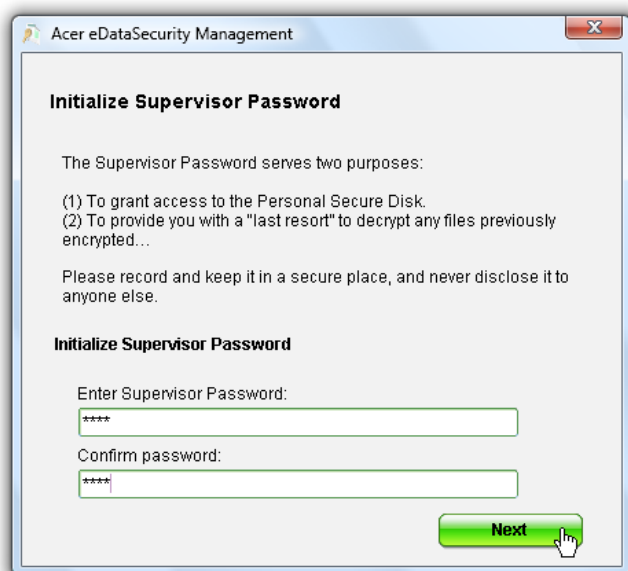 Acer eDataSecurity Management
Initialize Supervisor Password
The Supervisor Password serves two purposes:
(1) To grant access to the Personal Secure Disk.
(2) To provide you with a "last resort" to decrypt any files previously
encrypted...
Please record and keep it in a secure place, and never disclose it to
anyone else.
Initialize Supervisor Password
Enter Supervisor Password:
****
Confirm password:
****
Next